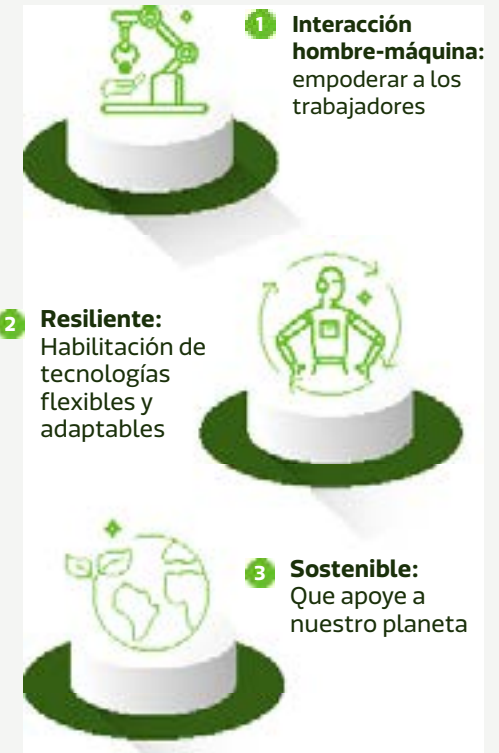 1 Interacción
hombre-máquina:
empoderar a los
trabajadores
2 Resiliente:
Habilitación de
tecnologías
flexibles y
adaptables
3 Sostenible:
Que apoye a
nuestro planeta